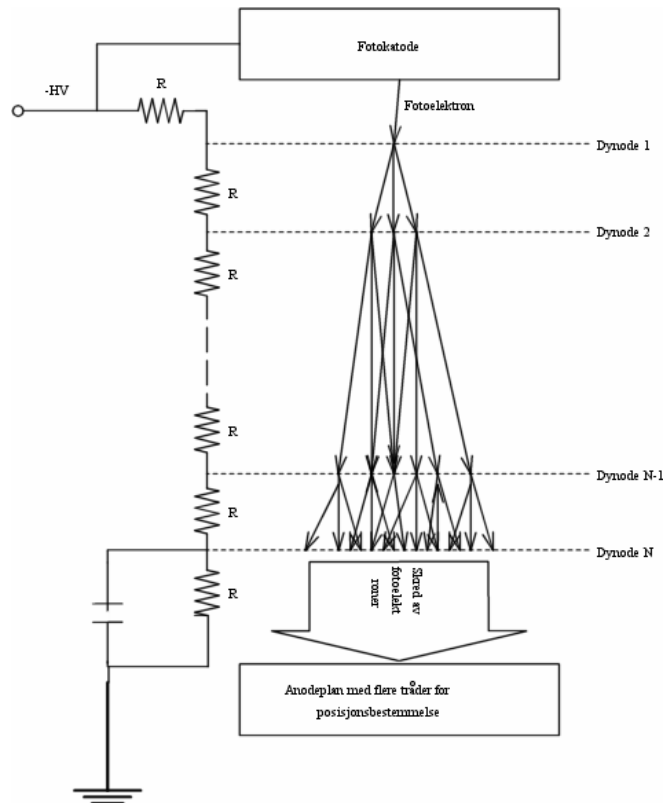 Fotokatode
-HV
R
Fotoelektron
Dynode 1
R
Dynode 2
R
R
Dynode N-1
R
Dynode N
R
Skred av
fotoelekt
roner
Anodeplan med flere tråder for
posisjonsbestemmelse